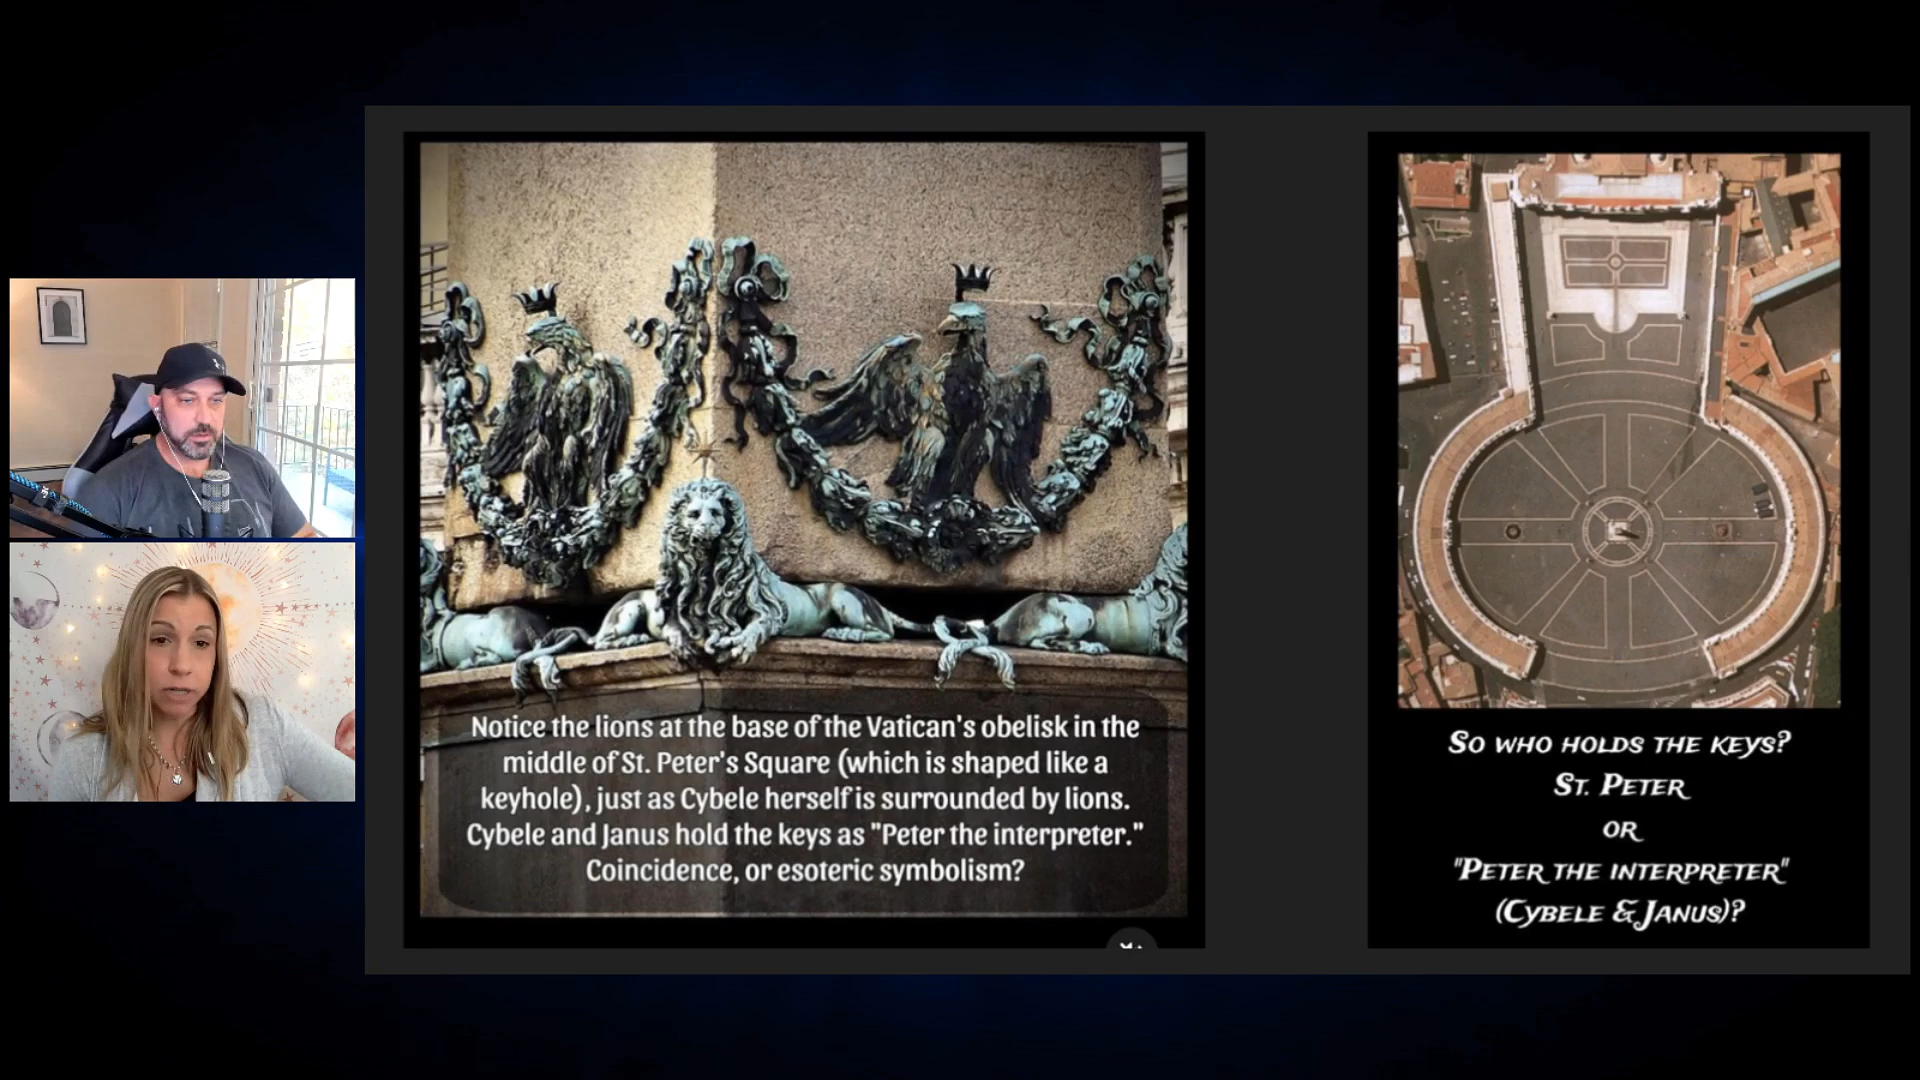 Notice the lions at the base of the Vatican's obelisk in the
middle of St. Peter's Square (which is shaped like a
keyhole), just as Cybele herself is surrounded by lions.
Cybele and Janus hold the keys as "Peter the interpreter."
Coincidence, or esoteric symbolism?
So who holds the keys?
St. Peter
or
"Peter the interpreter"
(Cybele & Janus)?